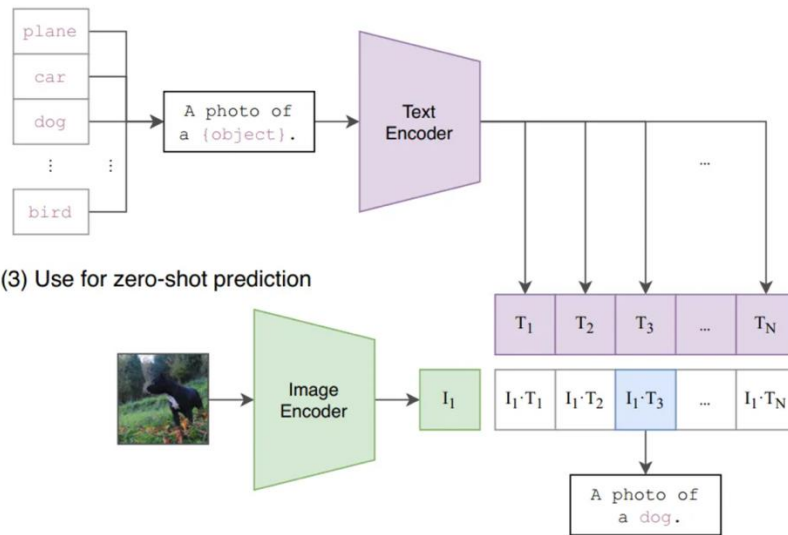 plane
car
dog
⋮ ⋮
bird
A photo of
a {object}.
Text
Encoder
...
(3) Use for zero-shot prediction
T1 T2 T3 ... TN
Image
Encoder
I1
I1·T1 I1·T2 I1·T3 ... I1·TN
A photo of
a dog.